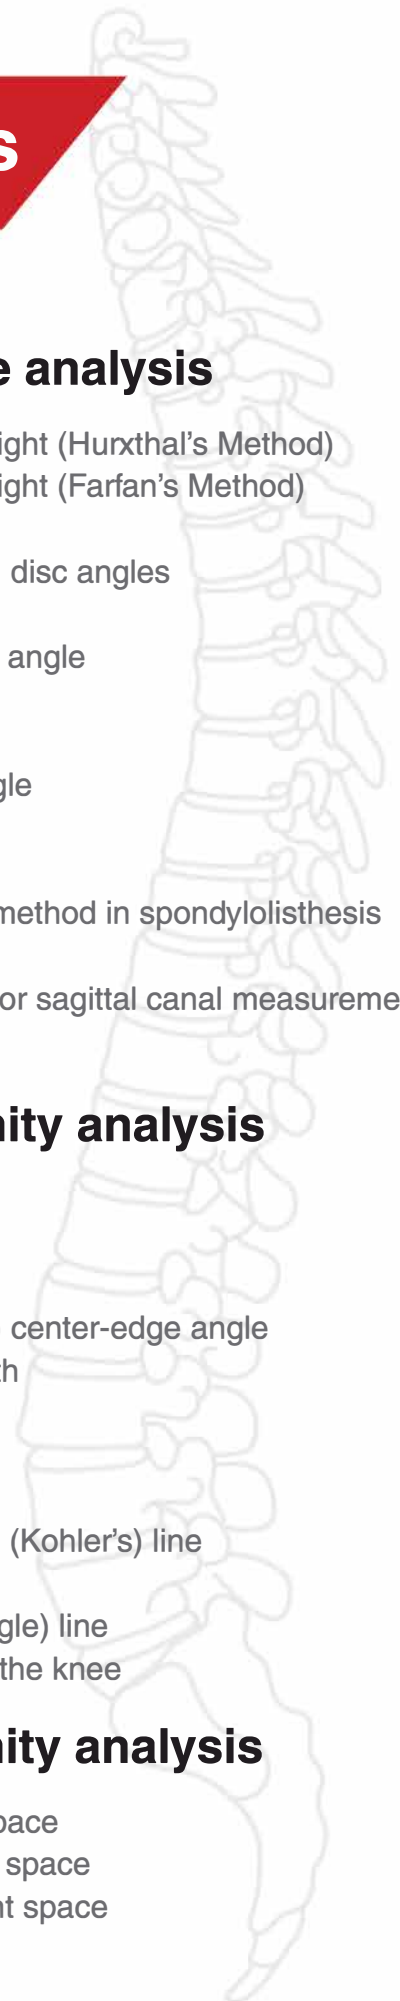 s
e analysis
ight (Hurxthal's Method)
ight (Farfan's Method)
disc angles
angle
gle
method in spondylolisthesis
or sagittal canal measureme
nity analysis
center-edge angle
th
(Kohler's) line
gle) line
the knee
nity analysis
pace
space
nt space